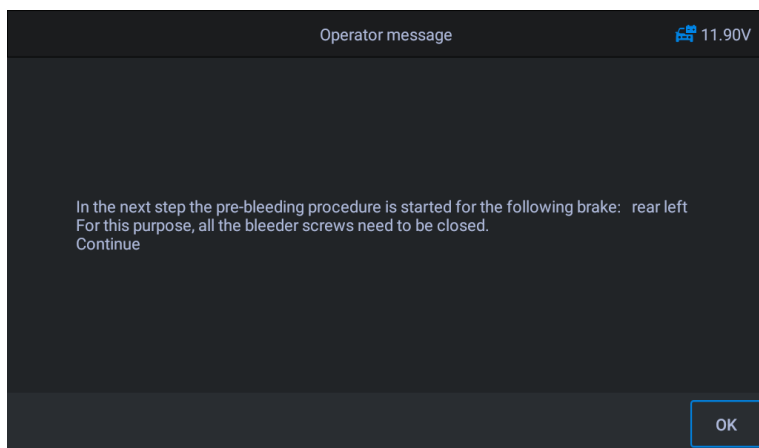 Operator message
11.90V
In the next step the pre-bleeding procedure is started for the following brake: rear left
For this purpose, all the bleeder screws need to be closed.
Continue
OK